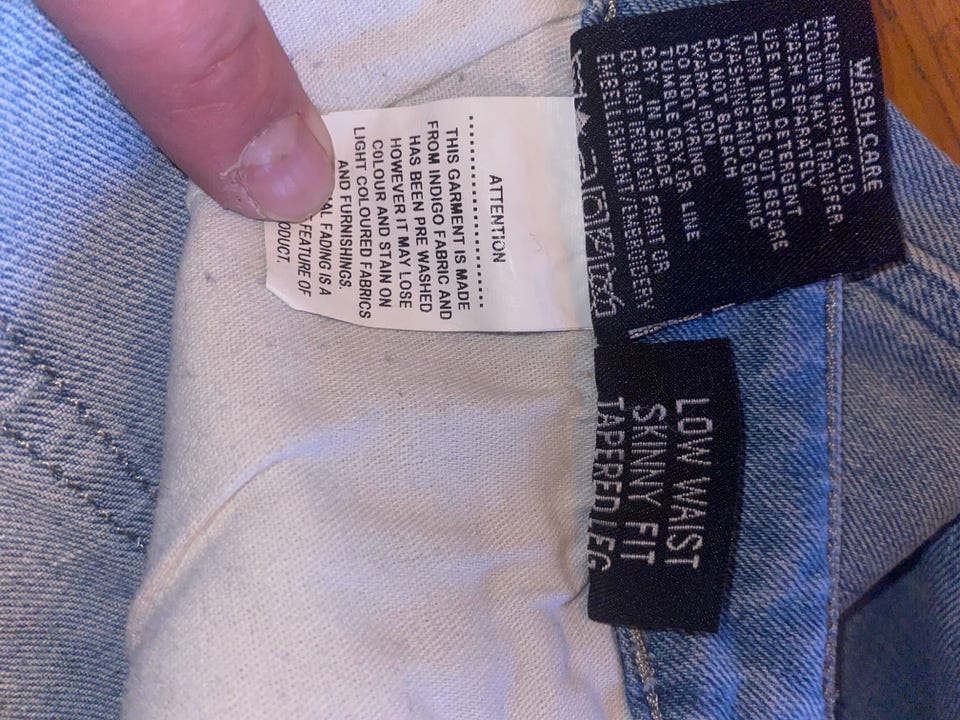 WASH CARE
MACHINE WASH COLD
COLOUR MAY TRANSFER
WASH SEPARATELY
USE MILD DETERGENT
TURN INSIDE OUT BEFORE
WASHING AND DRYING
DO NOT BLEACH
DO NOT WRING
WARM IRON
TUMBLE DRY OR LINE
DRY IN SHADE
DO NOT IRON ON PRINT OR
EMBELLISHMENT/EMBROIDERY
ATTENTION
THIS GARMENT IS MADE
FROM INDIGO FABRIC AND
HAS BEEN PRE WASHED
HOWEVER IT MAY LOSE
COLOUR AND STAIN ON
LIGHT COLOURED FABRICS
AND FURNISHINGS.
FADING IS A
FEATURE OF
LOW WAIST
SKINNY FIT
TAPERED LEG